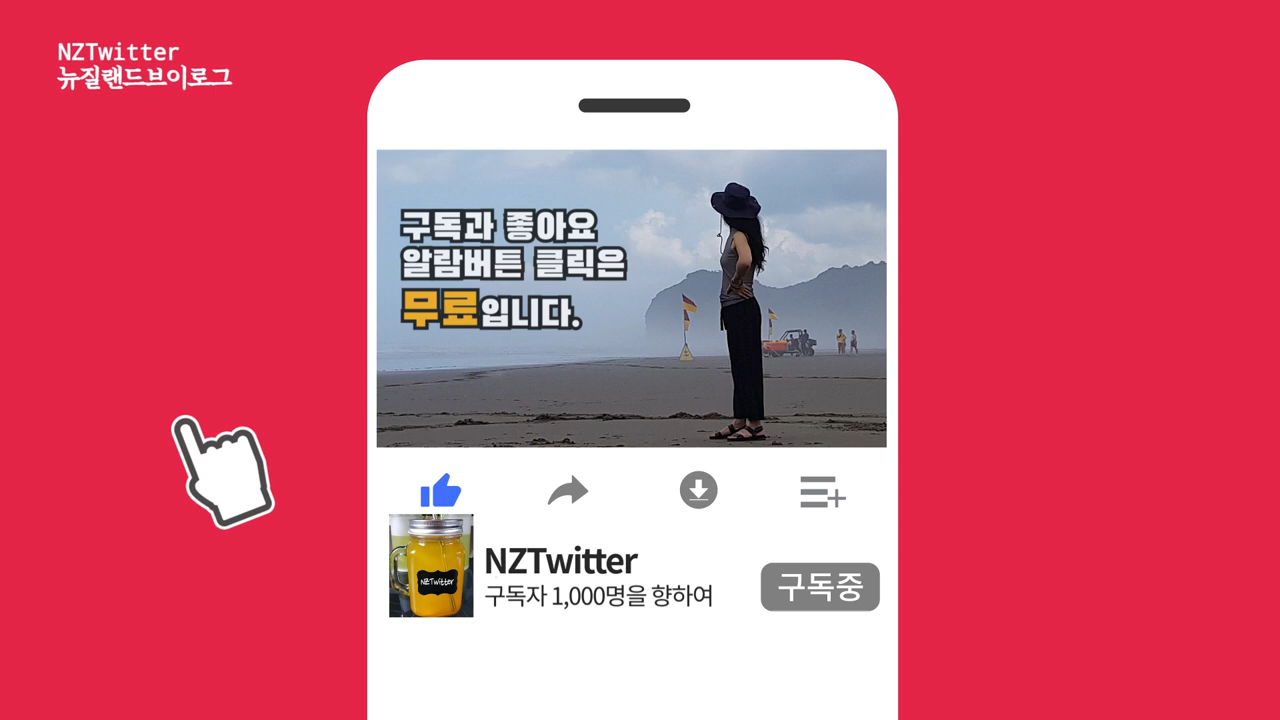 NZTwitter
뉴질랜드브이로그
구독과 좋아요
알람버튼 클릭은
무료입니다.
NZTwitter
NZTwitter
구독자 1,000명을 향하여
구독중